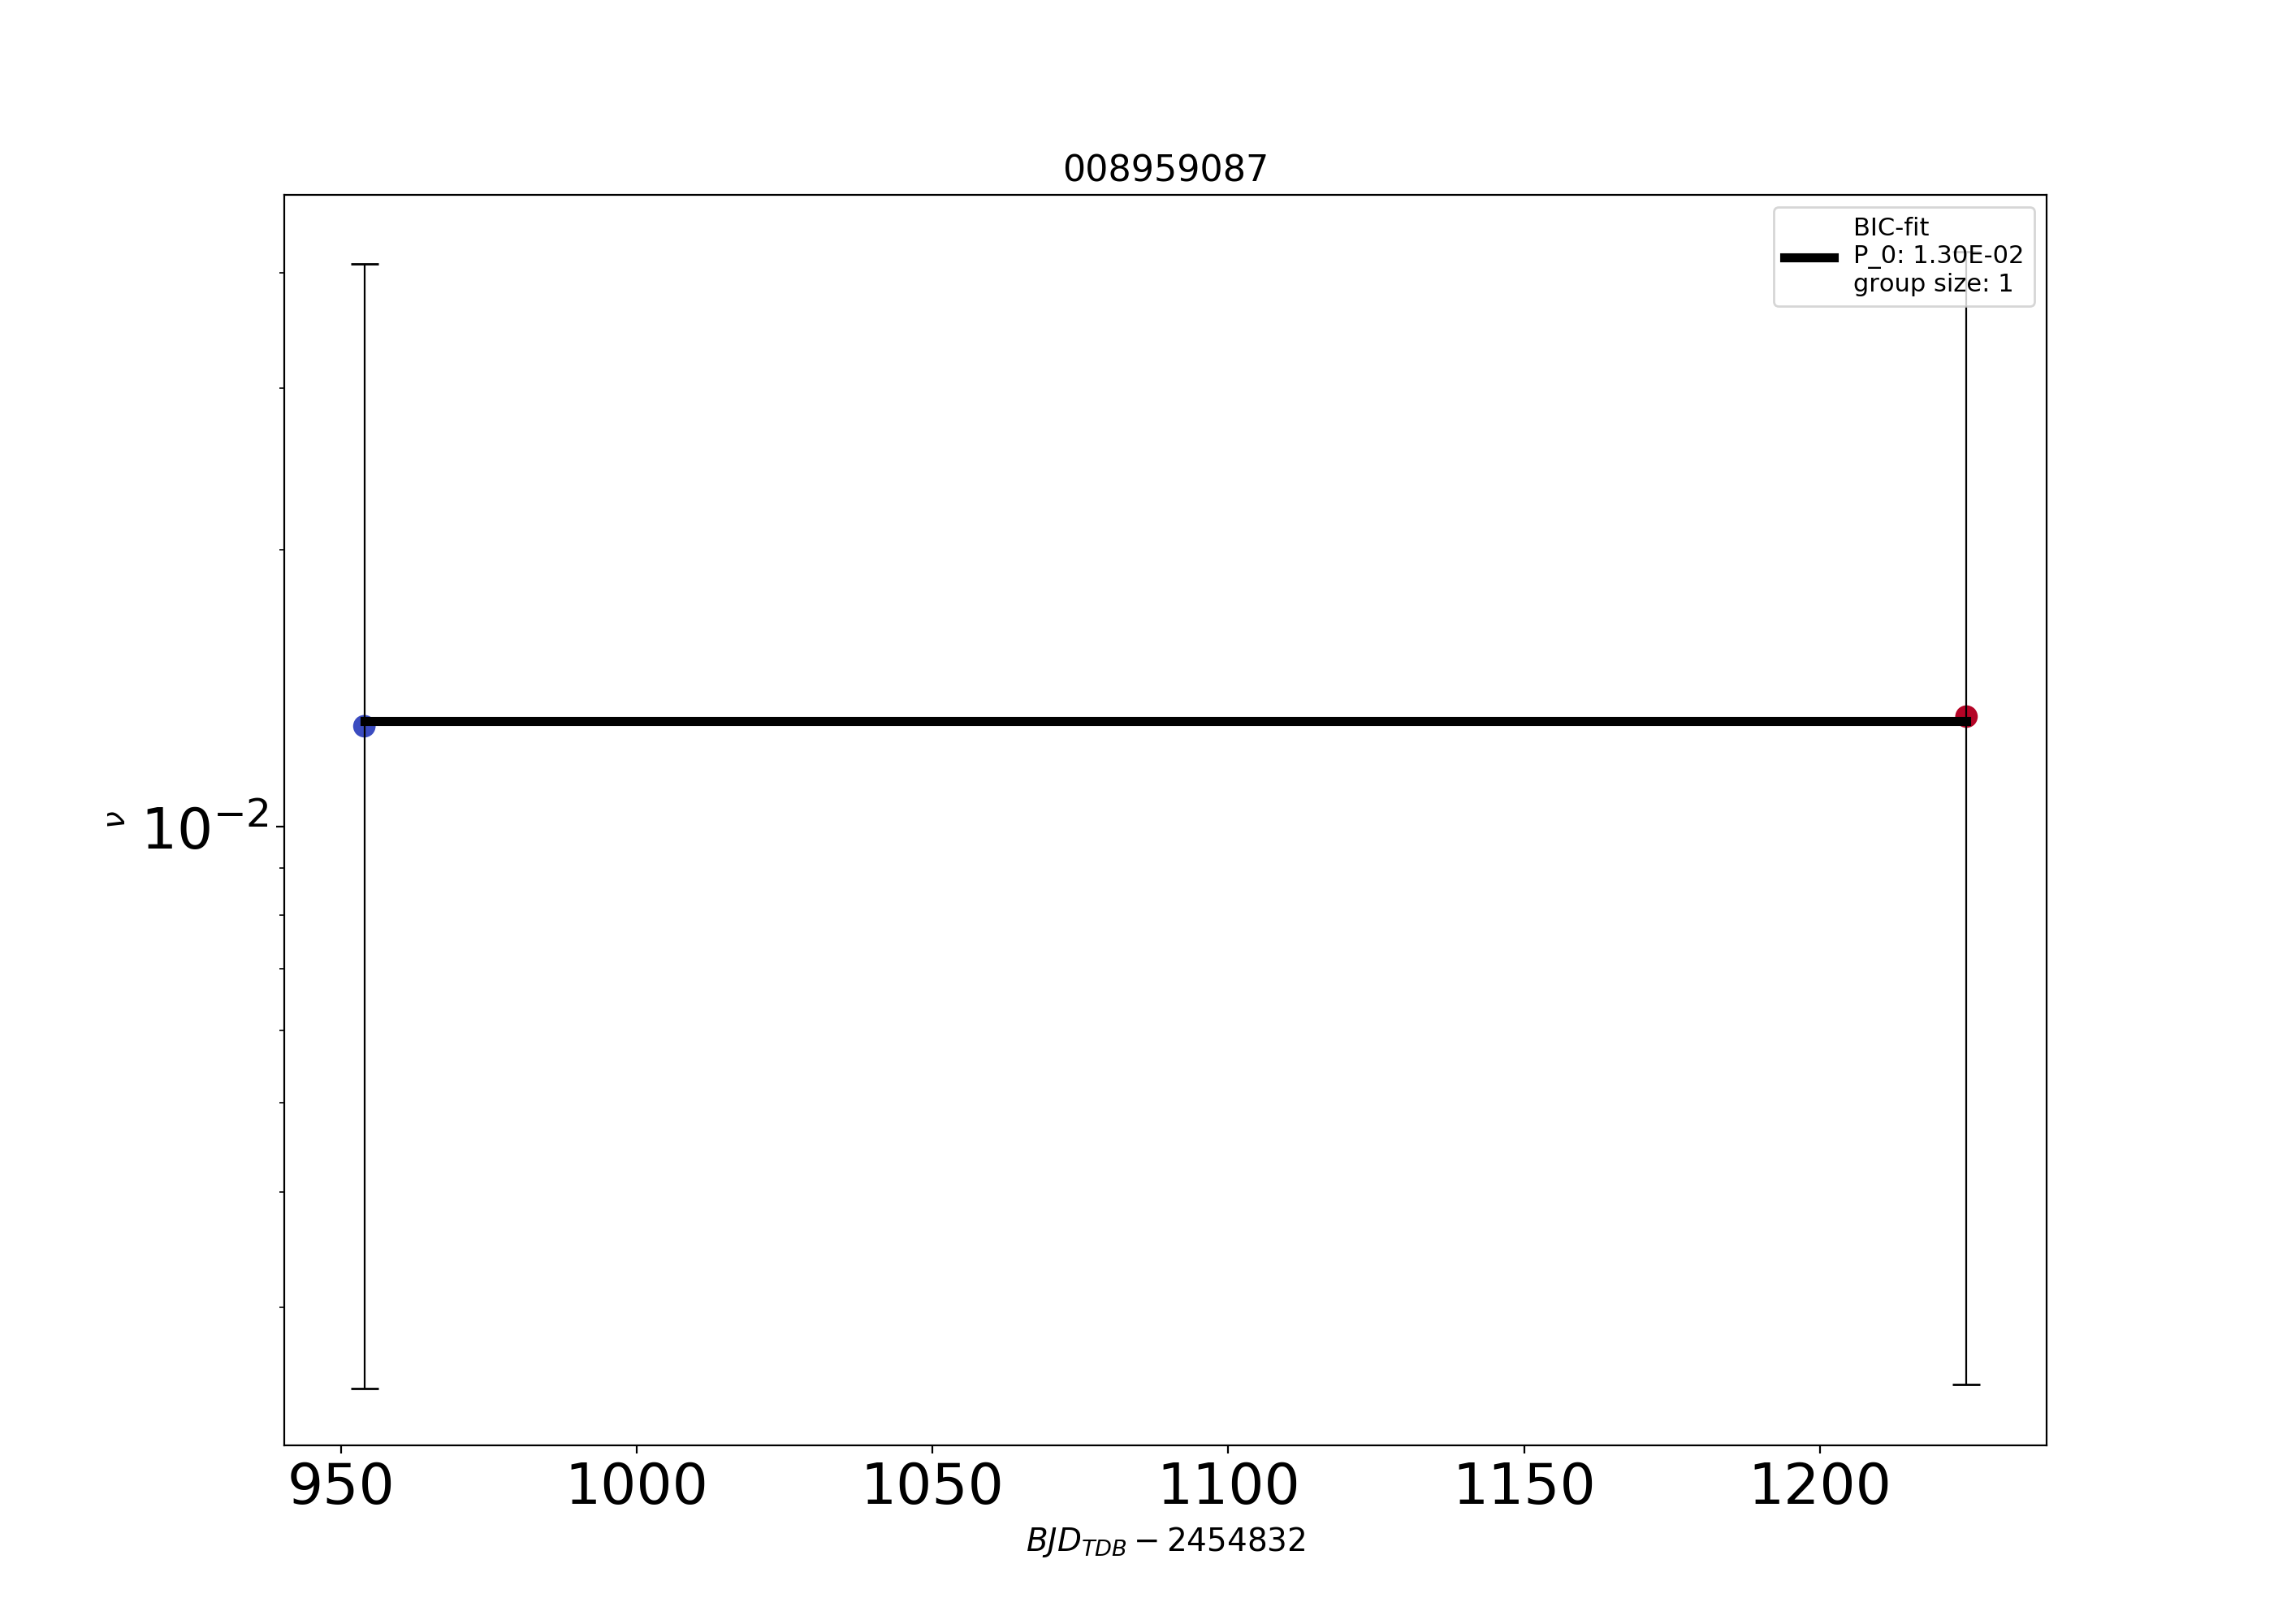 008959087
BIC-fit
P_0: 1.30E-02
group size: 1
ν
10⁻²
950 1000 1050 1100 1150 1200
BJD_TDB − 2454832